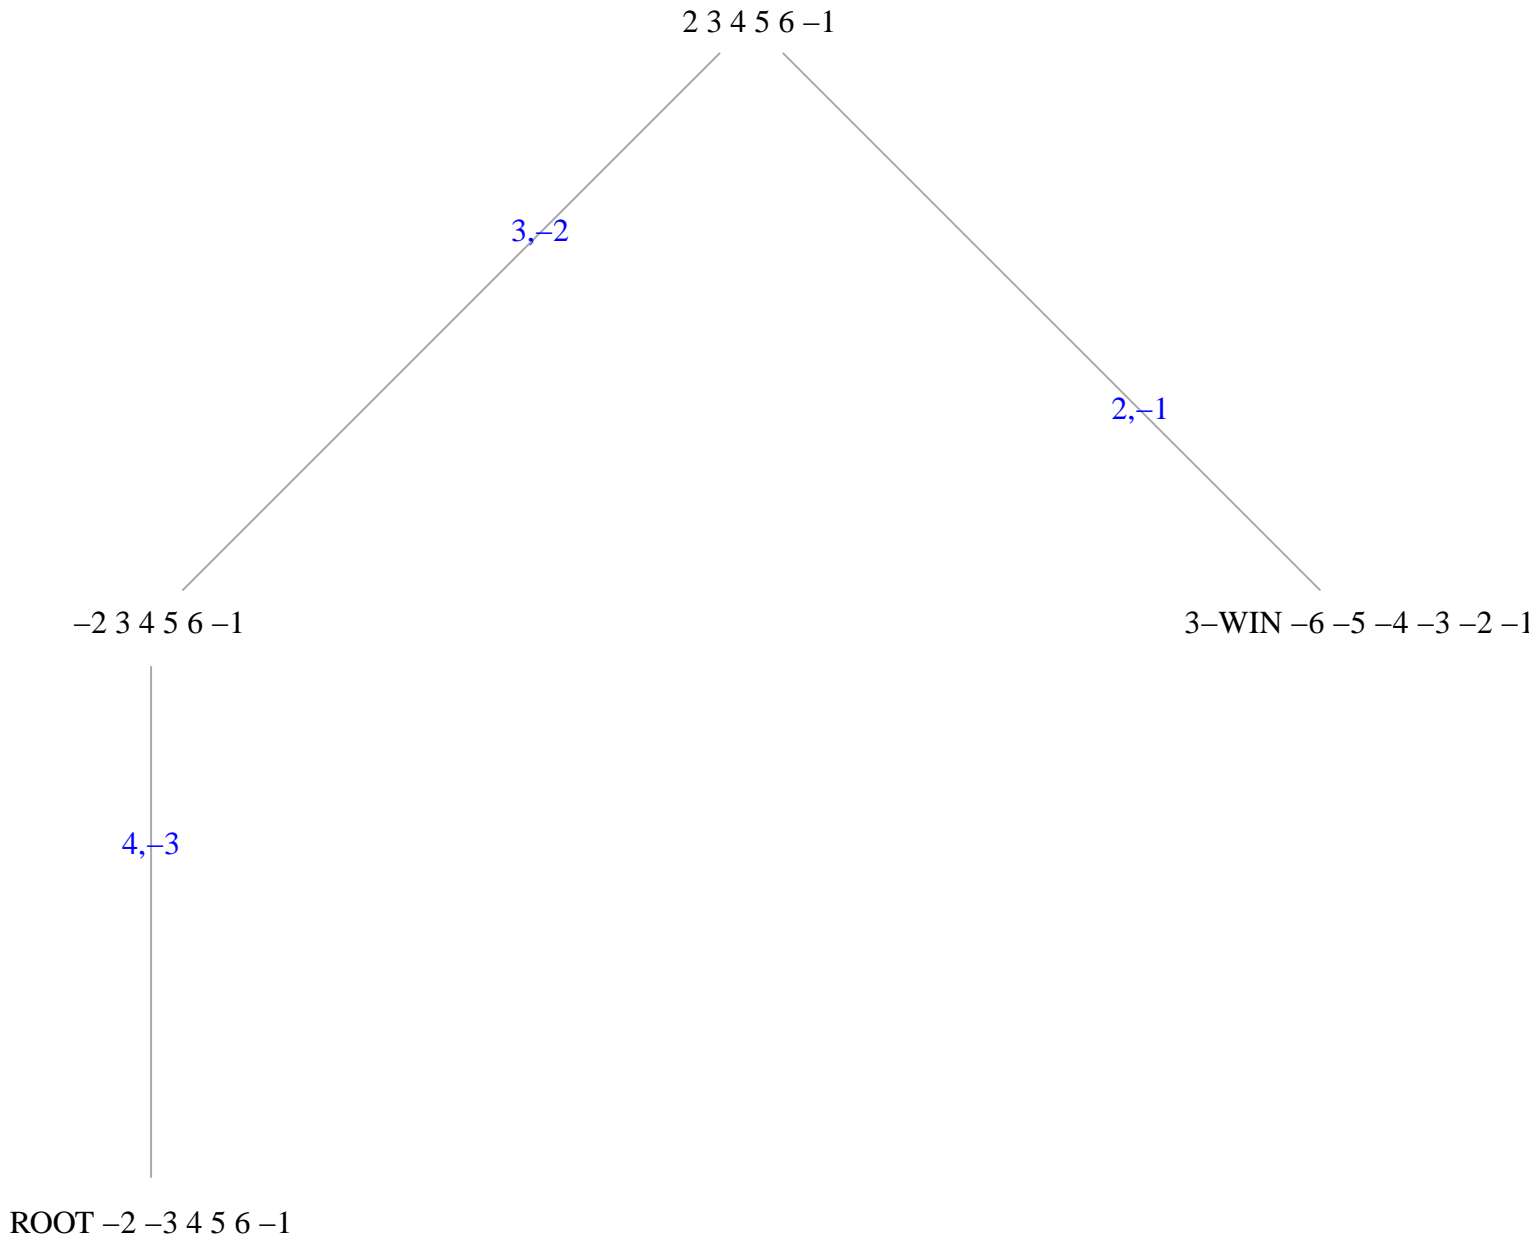 2 3 4 5 6 –1
3,–2
2,–1
–2 3 4 5 6 –1
3–WIN –6 –5 –4 –3 –2 –1
4,–3
ROOT –2 –3 4 5 6 –1